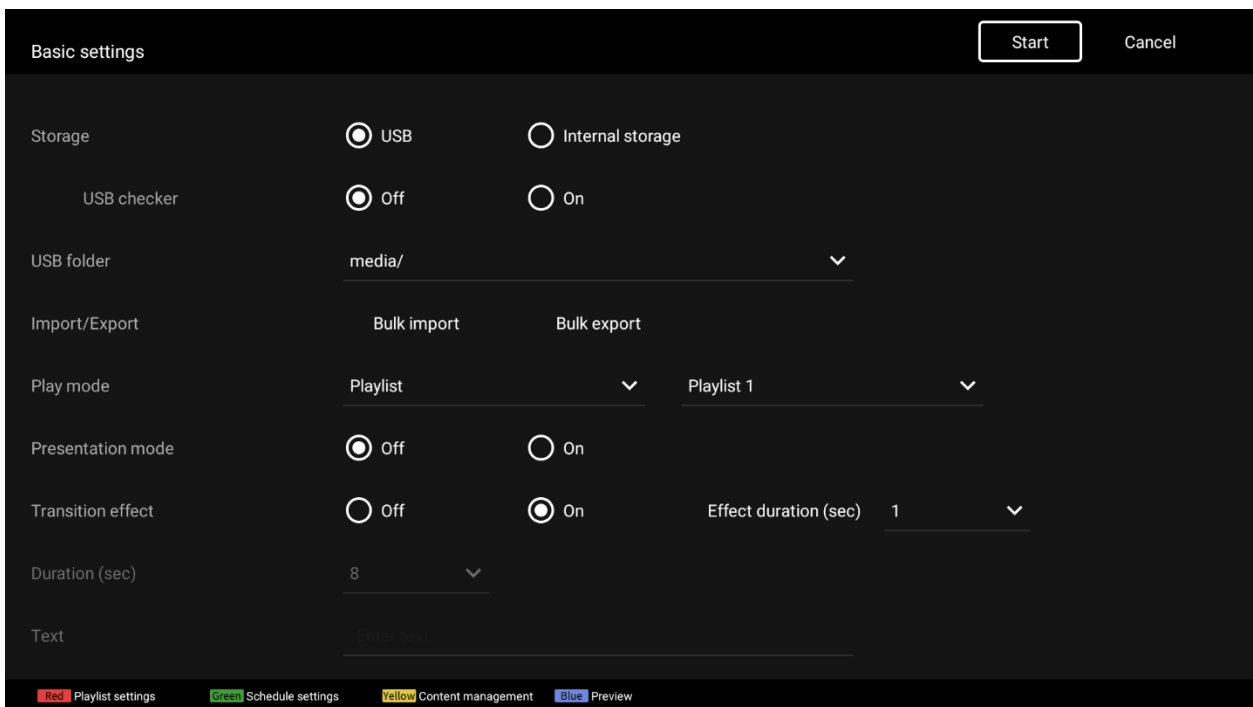 Basic settings
Start Cancel
Storage USB Internal storage
USB checker Off On
USB folder media/
Import/Export Bulk import Bulk export
Play mode Playlist Playlist 1
Presentation mode Off On
Transition effect Off On Effect duration (sec) 1
Duration (sec) 8
Text Enter text
Red Playlist settings Green Schedule settings Yellow Content management Blue Preview